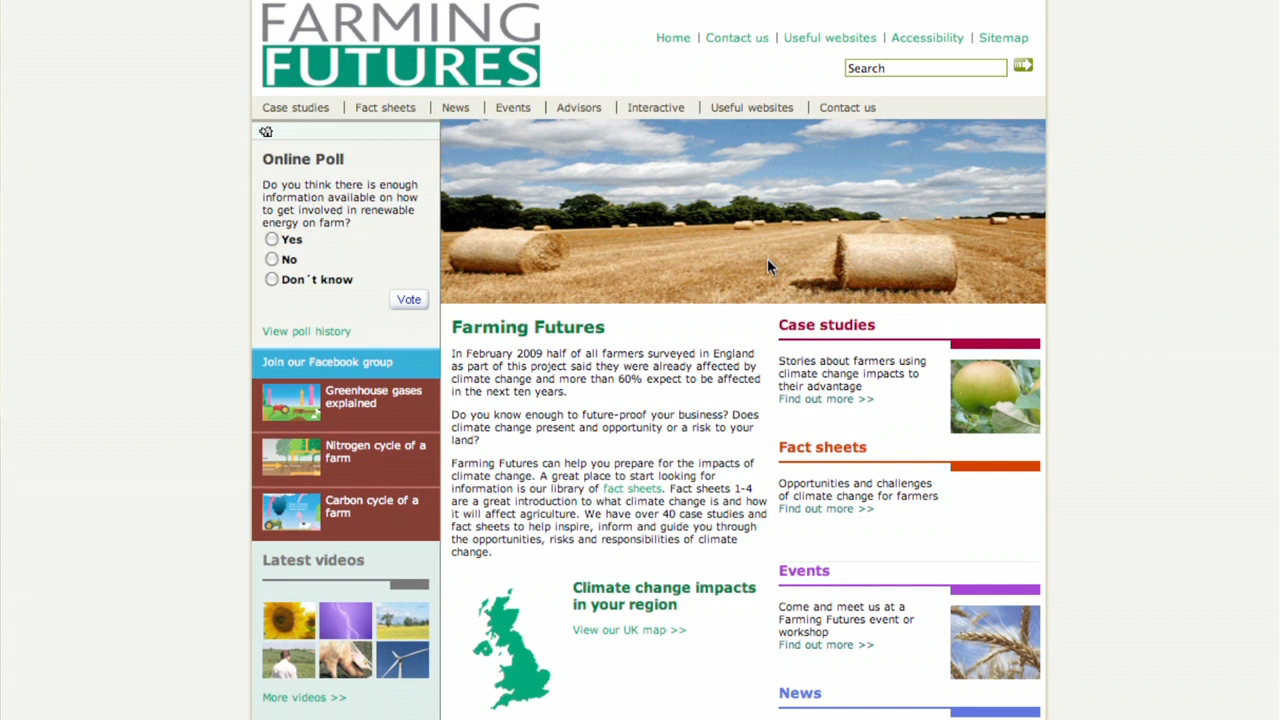 FARMING
FUTURES
Home | Contact us | Useful websites | Accessibility | Sitemap
Search
Case studies | Fact sheets | News | Events | Advisors | Interactive | Useful websites | Contact us
Online Poll
Do you think there is enough
information available on how
to get involved in renewable
energy on farm?
Yes
No
Don´t know
Vote
View poll history
Join our Facebook group
Greenhouse gases
explained
Nitrogen cycle of a
farm
Carbon cycle of a
farm
Latest videos
More videos >>
Farming Futures
In February 2009 half of all farmers surveyed in England
as part of this project said they were already affected by
climate change and more than 60% expect to be affected
in the next ten years.
Do you know enough to future-proof your business? Does
climate change present and opportunity or a risk to your
land?
Farming Futures can help you prepare for the impacts of
climate change. A great place to start looking for
information is our library of fact sheets. Fact sheets 1-4
are a great introduction to what climate change is and how
it will affect agriculture. We have over 40 case studies and
fact sheets to help inspire, inform and guide you through
the opportunities, risks and responsibilities of climate
change.
Climate change impacts
in your region
View our UK map >>
Case studies
Stories about farmers using
climate change impacts to
their advantage
Find out more >>
Fact sheets
Opportunities and challenges
of climate change for farmers
Find out more >>
Events
Come and meet us at a
Farming Futures event or
workshop
Find out more >>
News